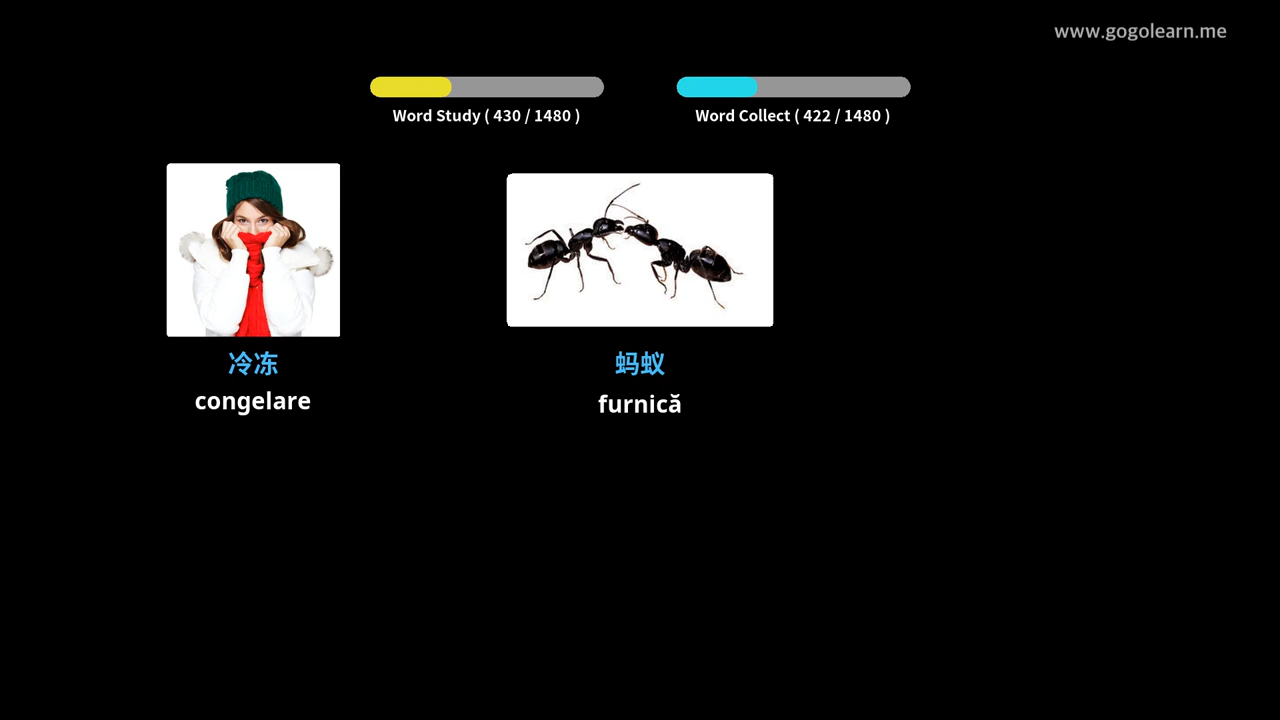 www.gogolearn.me
Word Study ( 430 / 1480 )
Word Collect ( 422 / 1480 )
冷冻
congelare
蚂蚁
furnică